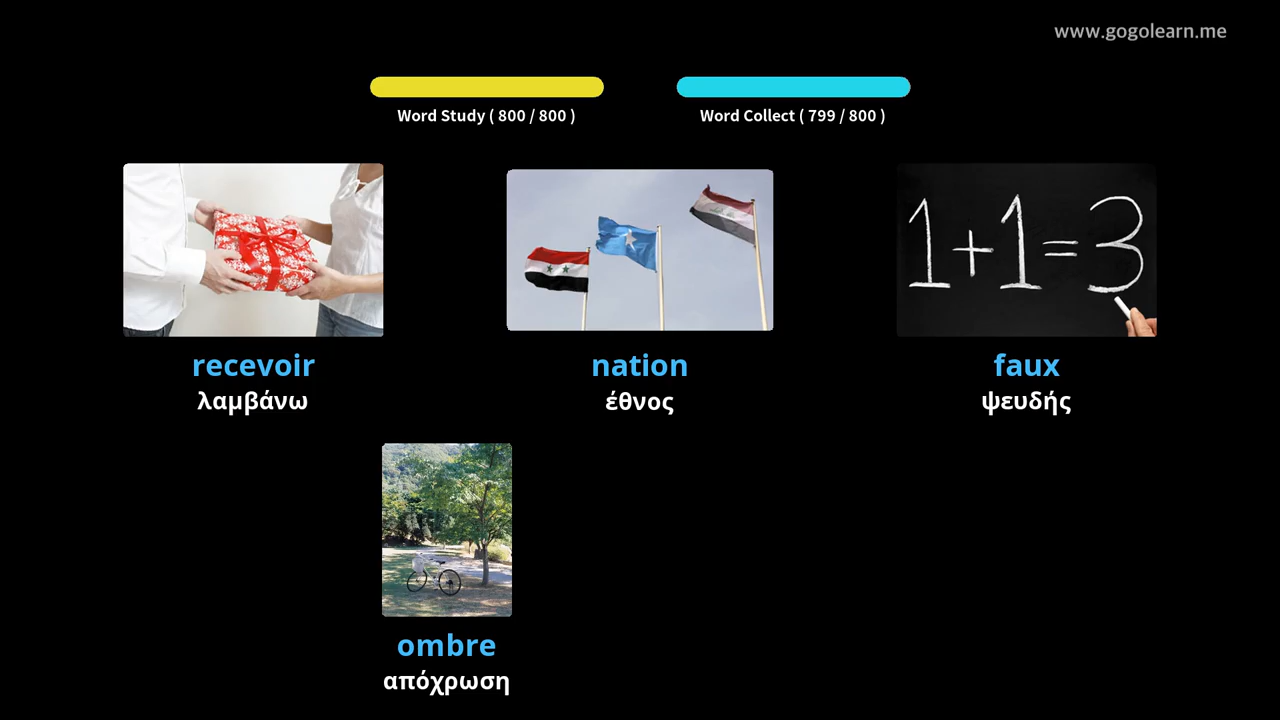 www.gogolearn.me
Word Study ( 800 / 800 )
Word Collect ( 799 / 800 )
1+1=3
recevoir
λαμβάνω
nation
έθνος
faux
ψευδής
ombre
απόχρωση